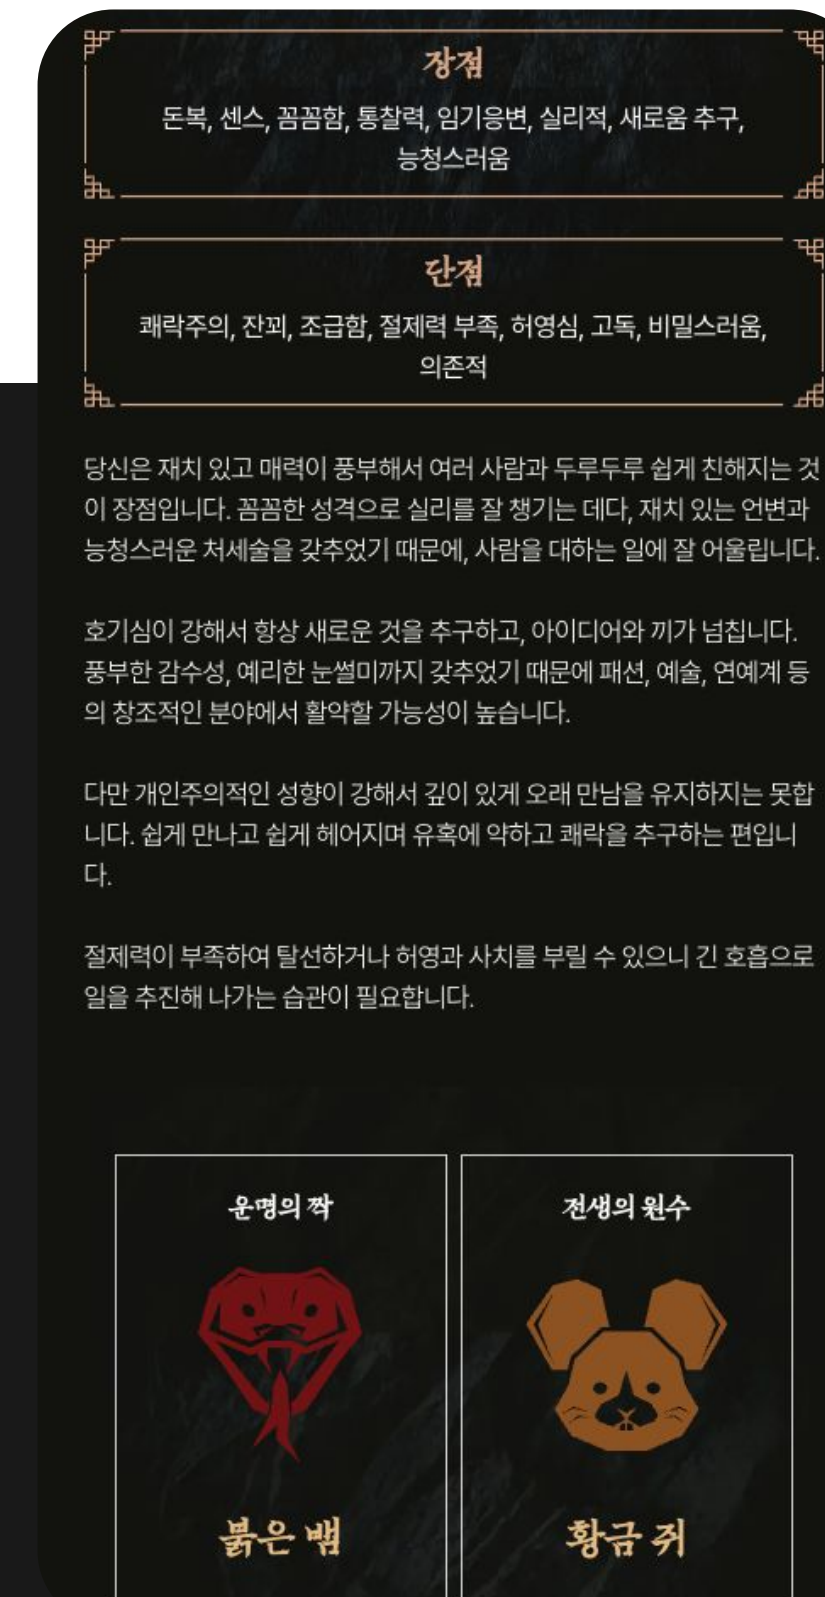 장점
돈복, 센스, 꼼꼼함, 통찰력, 임기응변, 실리적, 새로움 추구,
능청스러움
단점
쾌락주의, 잔꾀, 조급함, 절제력 부족, 허영심, 고독, 비밀스러움,
의존적
당신은 재치 있고 매력이 풍부해서 여러 사람과 두루두루 쉽게 친해지는 것
이 장점입니다. 꼼꼼한 성격으로 실리를 잘 챙기는 데다, 재치 있는 언변과
능청스러운 처세술을 갖추었기 때문에, 사람을 대하는 일에 잘 어울립니다.
호기심이 강해서 항상 새로운 것을 추구하고, 아이디어와 끼가 넘칩니다.
풍부한 감수성, 예리한 눈썰미까지 갖추었기 때문에 패션, 예술, 연예계 등
의 창조적인 분야에서 활약할 가능성이 높습니다.
다만 개인주의적인 성향이 강해서 깊이 있게 오래 만남을 유지하지는 못합
니다. 쉽게 만나고 쉽게 헤어지며 유혹에 약하고 쾌락을 추구하는 편입니
다.
절제력이 부족하여 탈선하거나 허영과 사치를 부릴 수 있으니 긴 호흡으로
일을 추진해 나가는 습관이 필요합니다.
운명의 짝
전생의 원수
붉은 뱀
황금 쥐